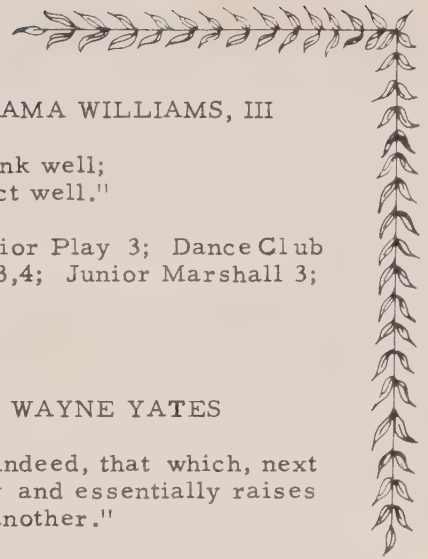 AMA WILLIAMS, III
nk well;
ct well."
ior Play 3; Dance Club
3,4; Junior Marshall 3;
WAYNE YATES
indeed, that which, next
and essentially raises
nother."